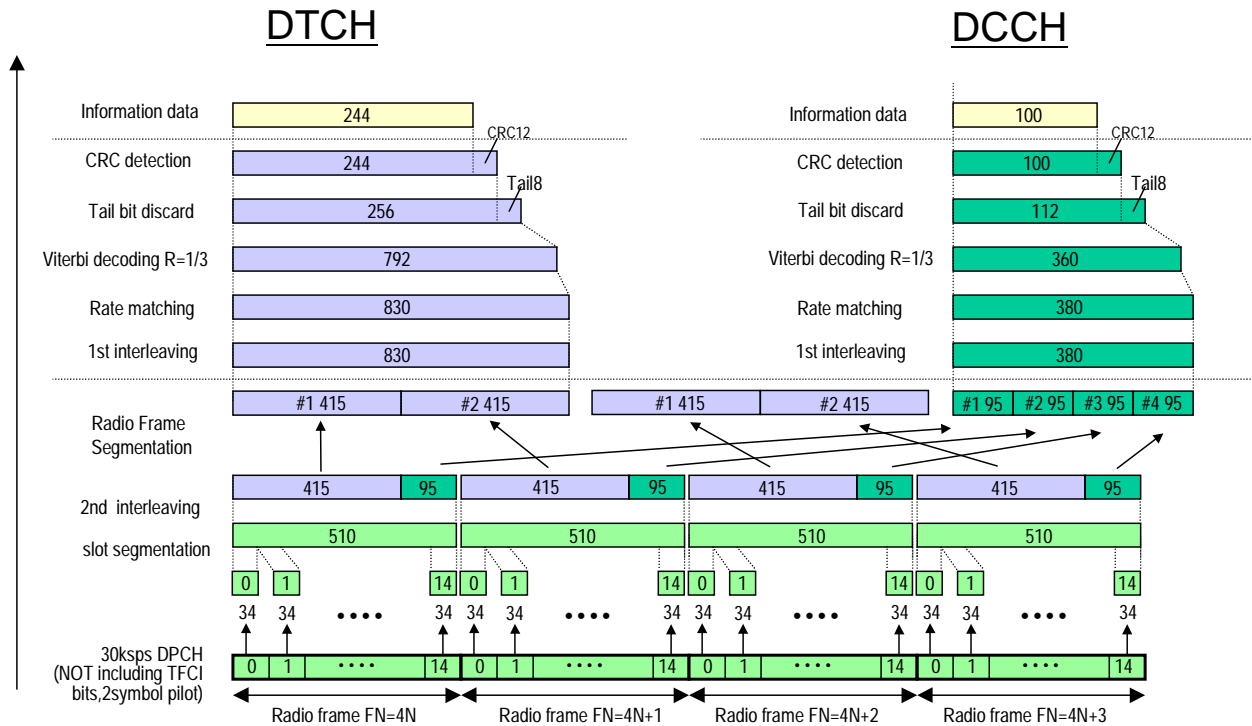 DTCH DCCH
Information data 244 Information data 100
CRC12 CRC12
CRC detection 244 CRC detection 100
Tail8 Tail8
Tail bit discard 256 Tail bit discard 112
Viterbi decoding R=1/3 792 Viterbi decoding R=1/3 360
Rate matching 830 Rate matching 380
1st interleaving 830 1st interleaving 380
#1 415 #2 415 #1 415 #2 415 #1 95 #2 95 #3 95 #4 95
Radio Frame
Segmentation
415 95 415 95 415 95 415 95
2nd interleaving
510 510 510 510
slot segmentation
0 1 14 0 1 14 0 1 14 0 1 14
34 34 •••• 34 34 34 •••• 34 34 34 •••• 34 34 34 •••• 34
30ksps DPCH
(NOT including TFCI
bits,2symbol pilot)
0 1 •••• 14 0 1 •••• 14 0 1 •••• 14 0 1 •••• 14
Radio frame FN=4N Radio frame FN=4N+1 Radio frame FN=4N+2 Radio frame FN=4N+3